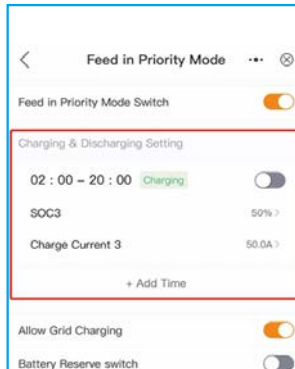 Feed in Priority Mode
Feed in Priority Mode Switch
Charging & Discharging Setting
02 : 00 – 20 : 00 Charging
SOC3 50% >
Charge Current 3 50.0A >
+ Add Time
Allow Grid Charging
Battery Reserve switch